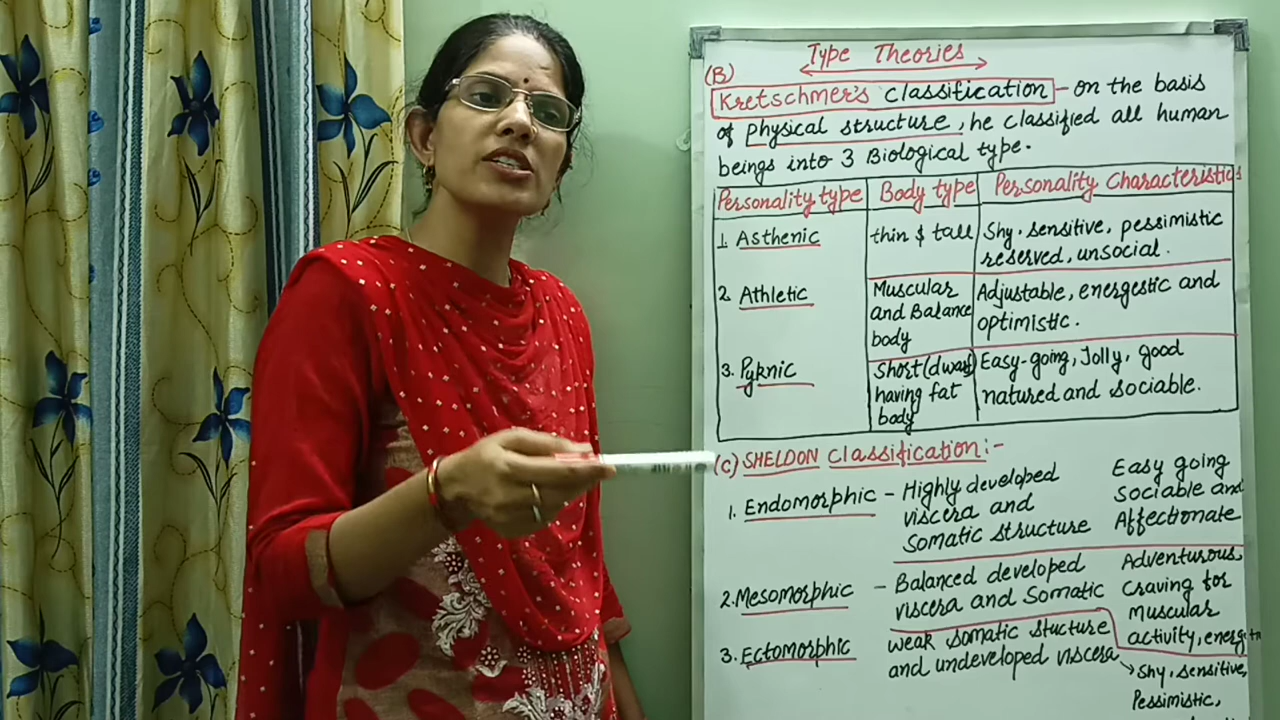 Type Theories
(B)
Kretschmer's classification - on the basis
of physical structure, he classified all human
beings into 3 Biological type.
Personality type
Body type
Personality Characteristics
1. Asthenic
thin & tall
Shy. sensitive, pessimistic
reserved, unsocial.
2. Athletic
Muscular
and Balance
body
Adjustable, energestic and
optimistic.
3. Pyknic
Short (dwarf)
having fat
body
Easy-going, Jolly, good
natured and sociable.
(C) SHELDON Classification:-
1. Endomorphic - Highly developed
viscera and
somatic structure
Easy going
Sociable and
Affectonate
2. Mesomorphic - Balanced developed
viscera and Somatic
Adventurous,
Craving for
muscular
activity,
3. Ectomorphic
weak Somatic Stucture
and undeveloped viscera
Shy, sensitive,
Pessimistic,